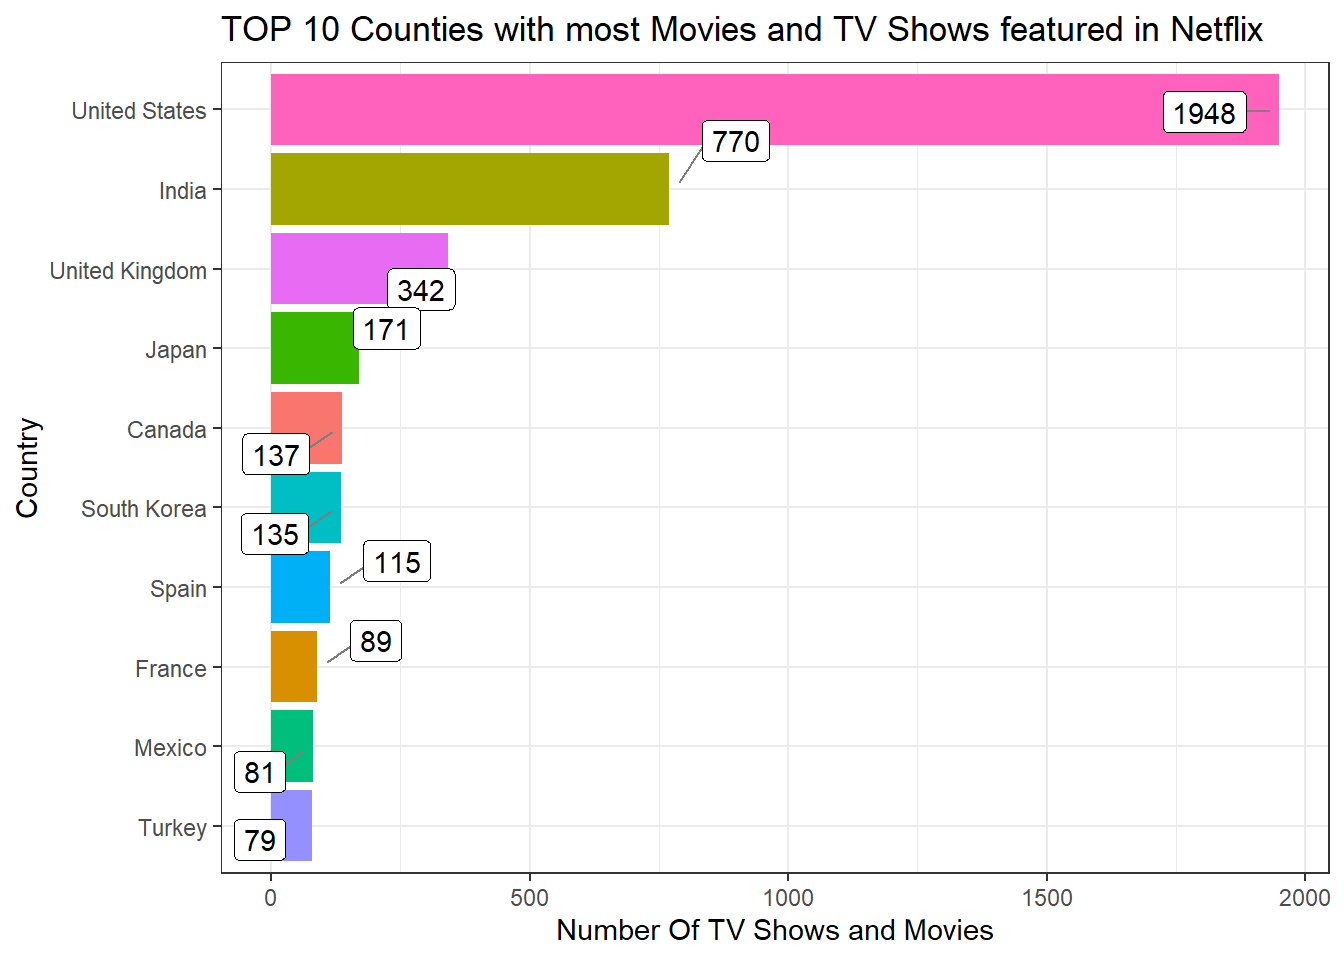 TOP 10 Counties with most Movies and TV Shows featured in Netflix
United States
1948
770
India
United Kingdom
342
171
Japan
Canada
137
South Korea
135
115
Spain
89
France
Mexico
81
Turkey
79
Country
0 500 1000 1500 2000
Number Of TV Shows and Movies